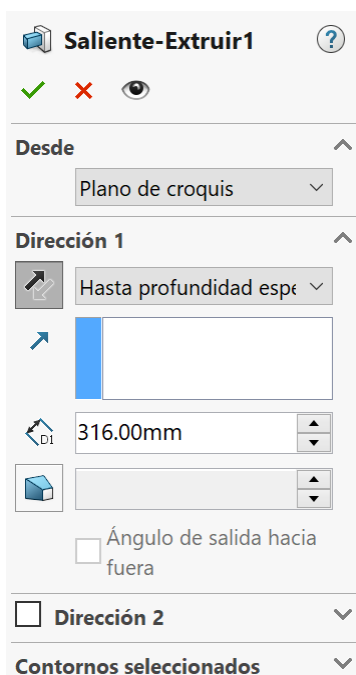 Saliente-Extruir1 ?
Desde
Plano de croquis
Dirección 1
Hasta profundidad espe
D1 316.00mm
Ángulo de salida hacia
fuera
Dirección 2
Contornos seleccionados